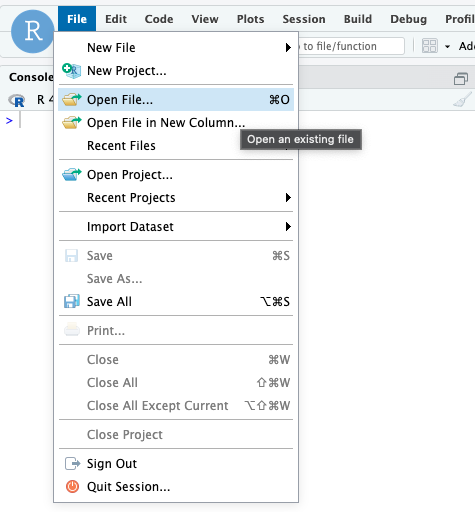 R File Edit Code View Plots Session Build Debug Profil
New File
to file/function Add
New Project...
Console
Open File... ⌘O
R 4
Open File in New Column...
>
Open an existing file
Recent Files
Open Project...
Recent Projects
Import Dataset
Save ⌘S
Save As...
Save All ⌥⌘S
Print...
Close ⌘W
Close All ⇧⌘W
Close All Except Current ⌥⇧⌘W
Close Project
Sign Out
Quit Session...